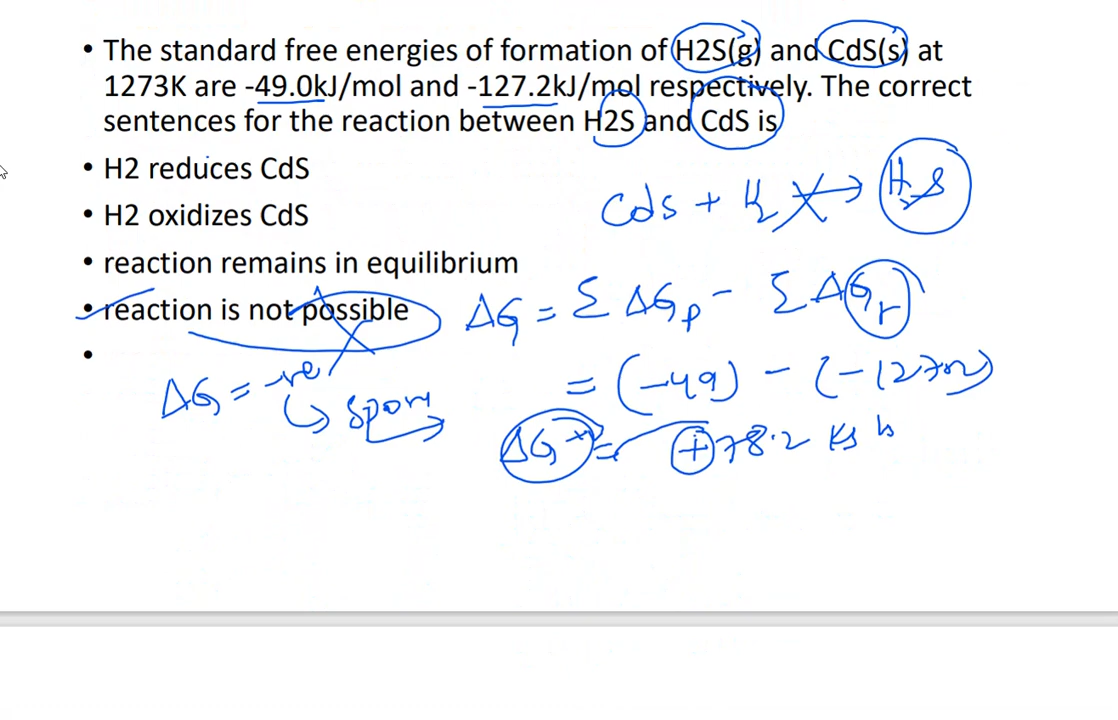 • The standard free energies of formation of H2S(g) and CdS(s) at
1273K are -49.0kJ/mol and -127.2kJ/mol respectively. The correct
sentences for the reaction between H2S and CdS is
• H2 reduces CdS
• H2 oxidizes CdS
• reaction remains in equilibrium
• reaction is not possible
•
Cds + H2 → H2S
ΔG = Σ ΔGp - Σ ΔGr
= (-49) - (-127.2)
ΔG = +78.2 KJ
ΔG = -ve
↳ spon